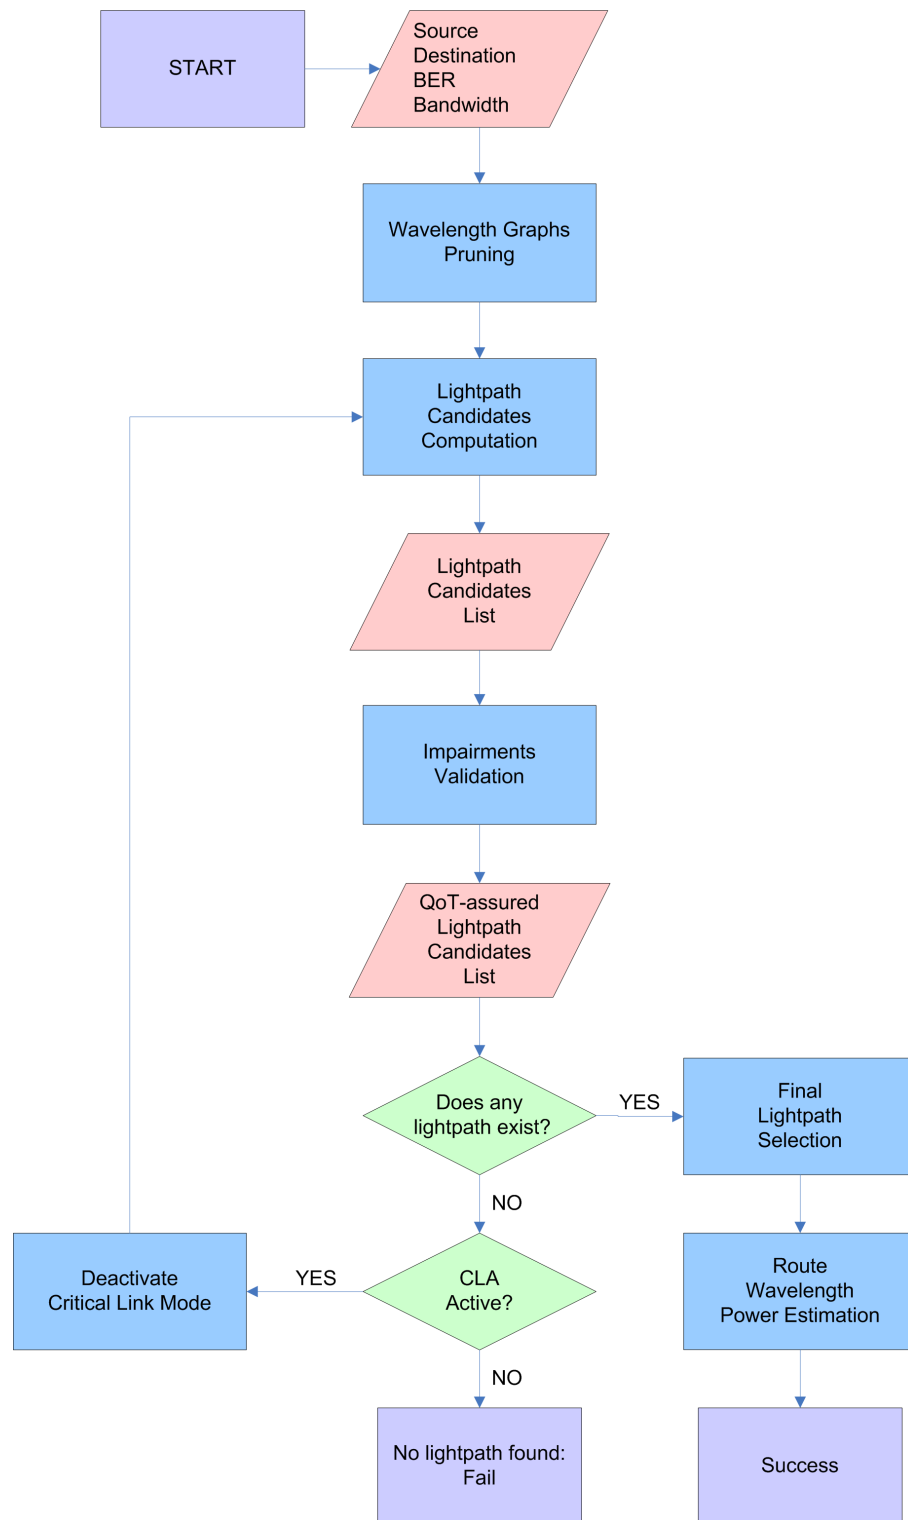 START
Source
Destination
BER
Bandwidth
Wavelength Graphs
Pruning
Lightpath
Candidates
Computation
Lightpath
Candidates
List
Impairments
Validation
QoT-assured
Lightpath
Candidates
List
Does any
lightpath exist?
YES
Final
Lightpath
Selection
NO
Deactivate
Critical Link Mode
YES
CLA
Active?
Route
Wavelength
Power Estimation
NO
No lightpath found:
Fail
Success